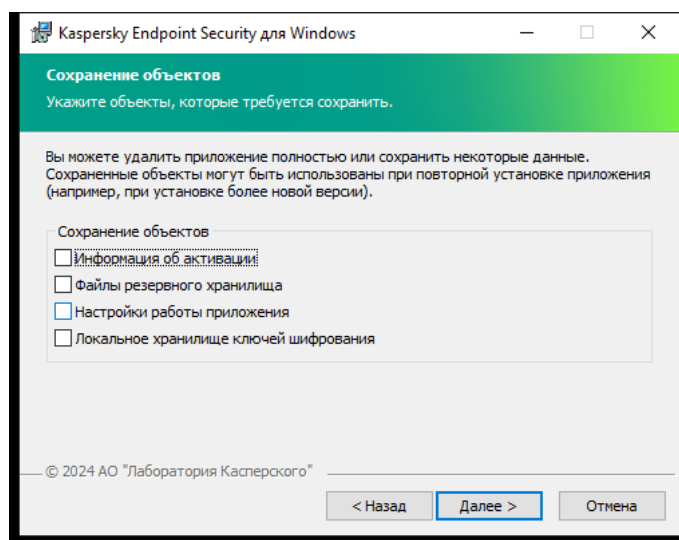 Kaspersky Endpoint Security для Windows
Сохранение объектов
Укажите объекты, которые требуется сохранить.
Вы можете удалить приложение полностью или сохранить некоторые данные.
Сохраненные объекты могут быть использованы при повторной установке приложения
(например, при установке более новой версии).
Сохранение объектов
Информация об активации
Файлы резервного хранилища
Настройки работы приложения
Локальное хранилище ключей шифрования
© 2024 АО "Лаборатория Касперского"
< Назад Далее > Отмена